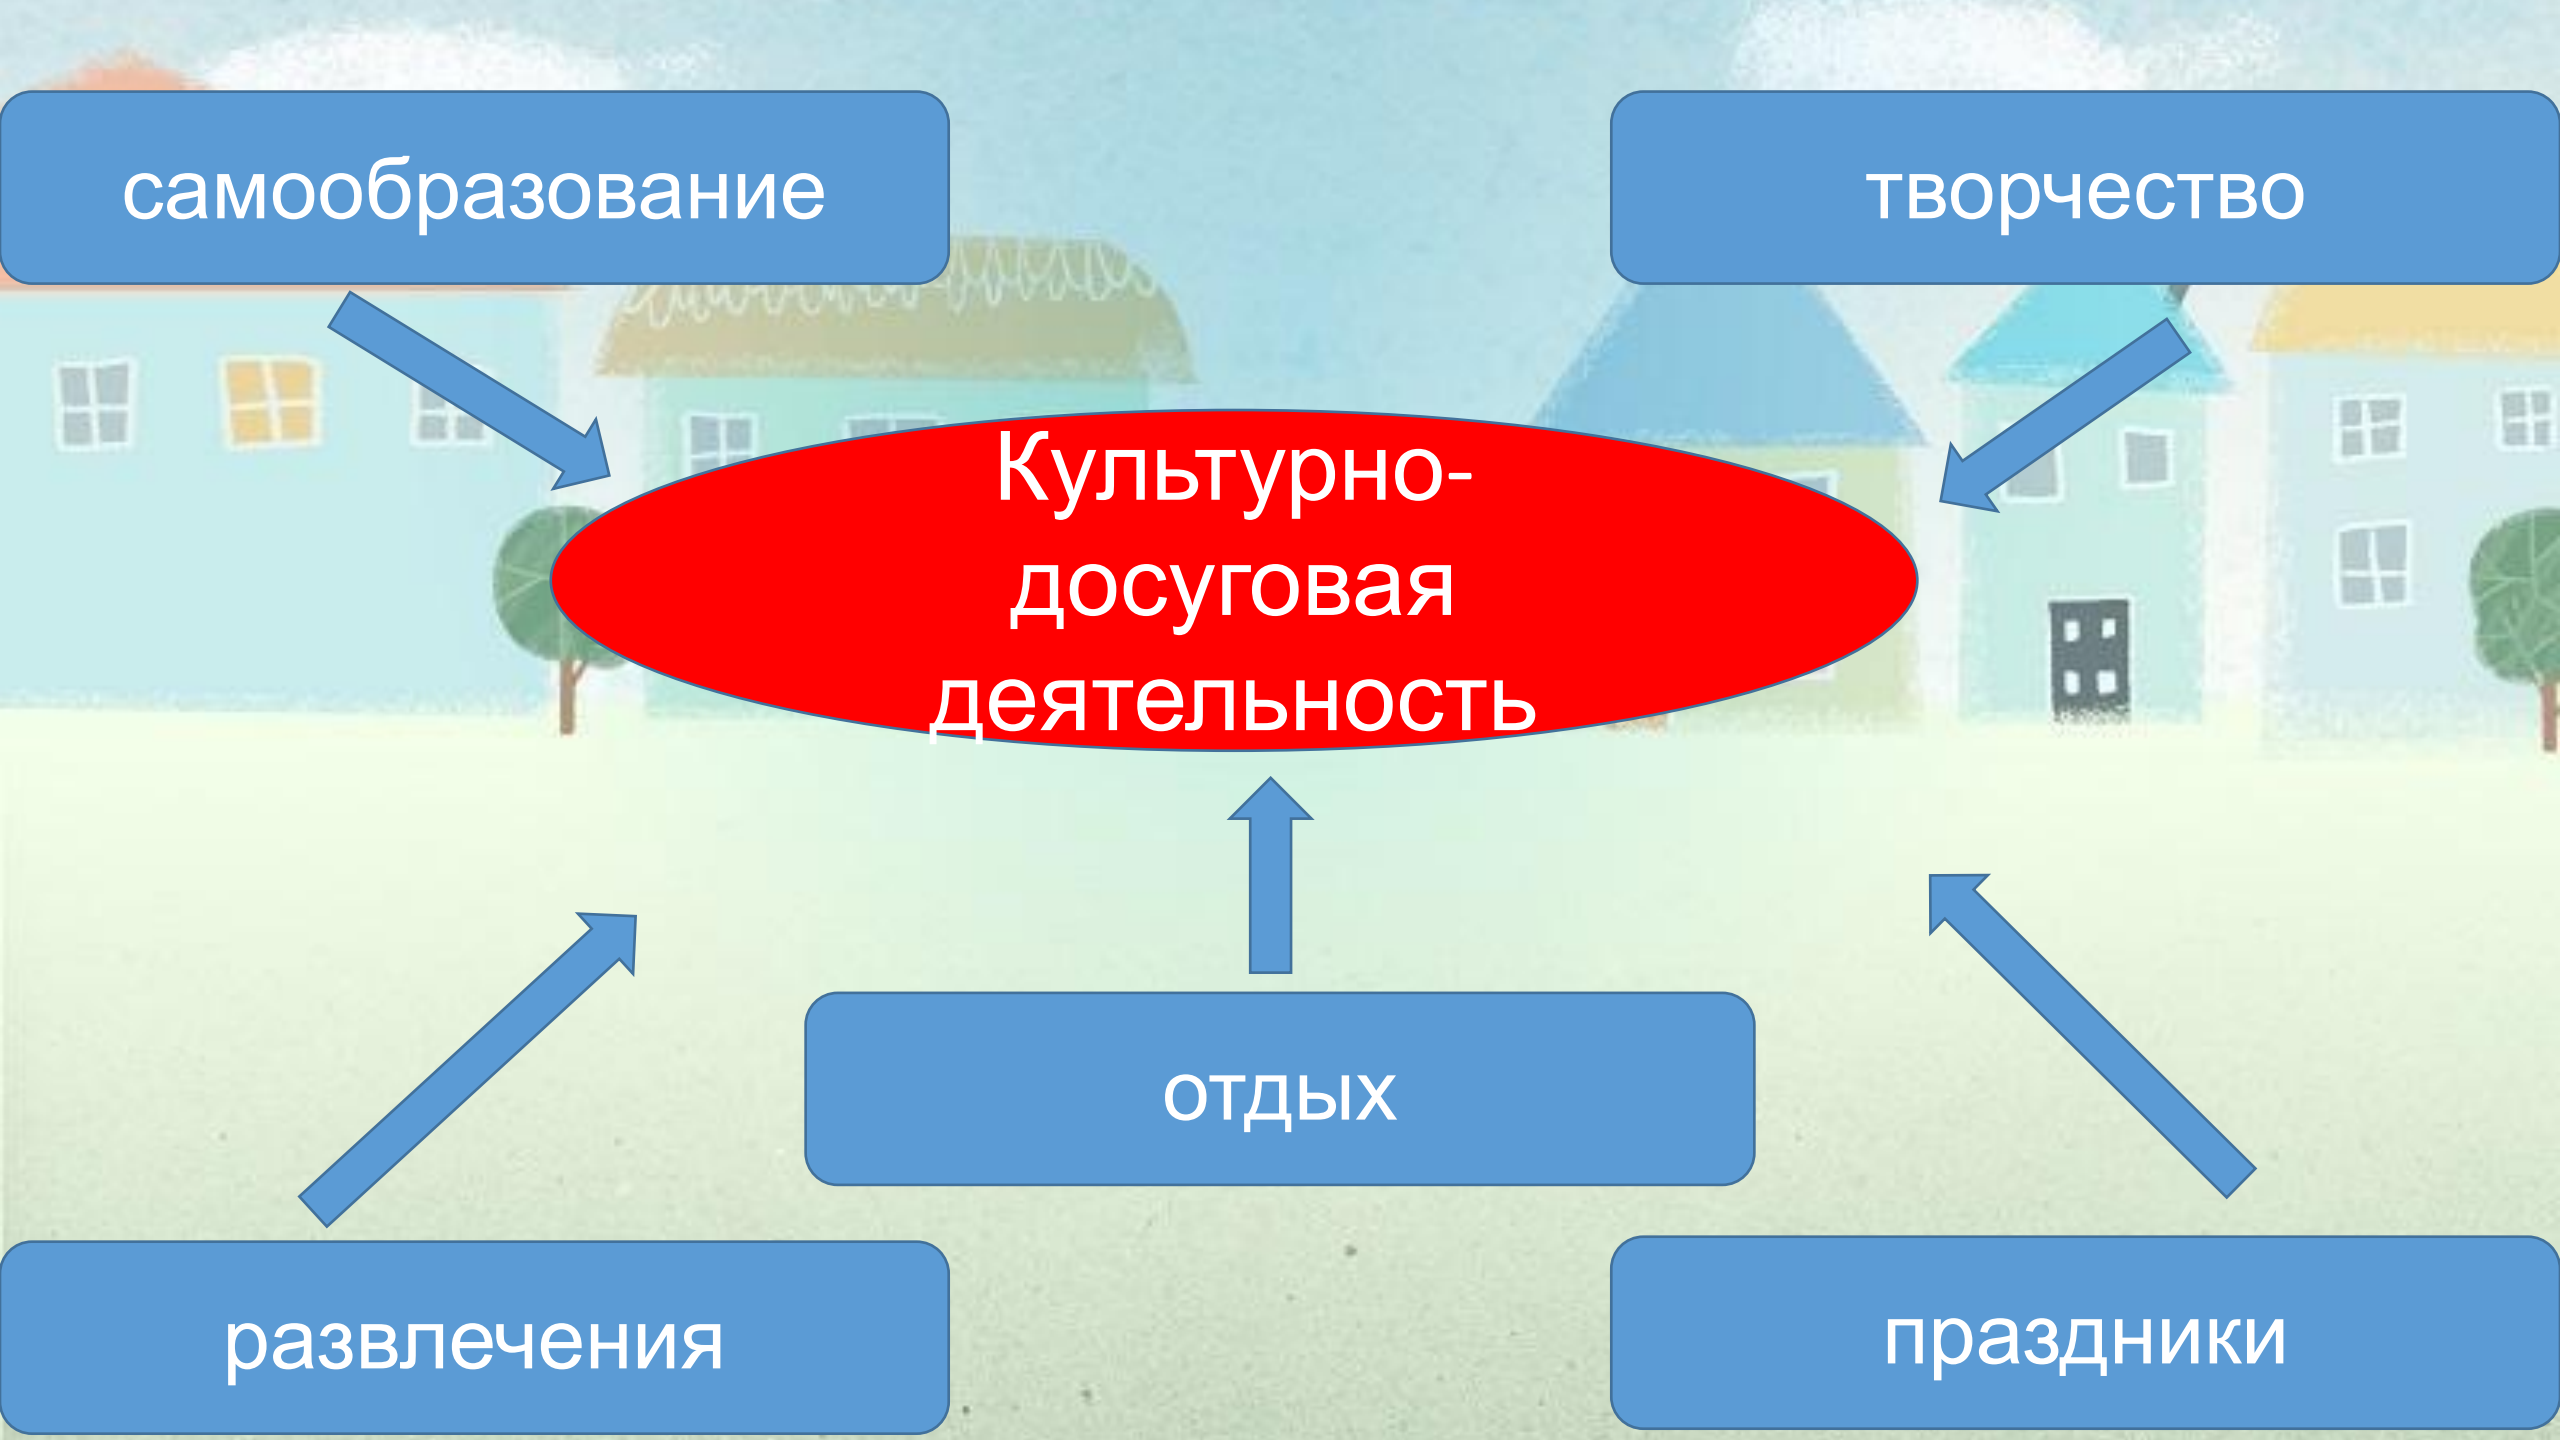 самообразование
творчество
Культурно-
досуговая
деятельность
отдых
развлечения
праздники